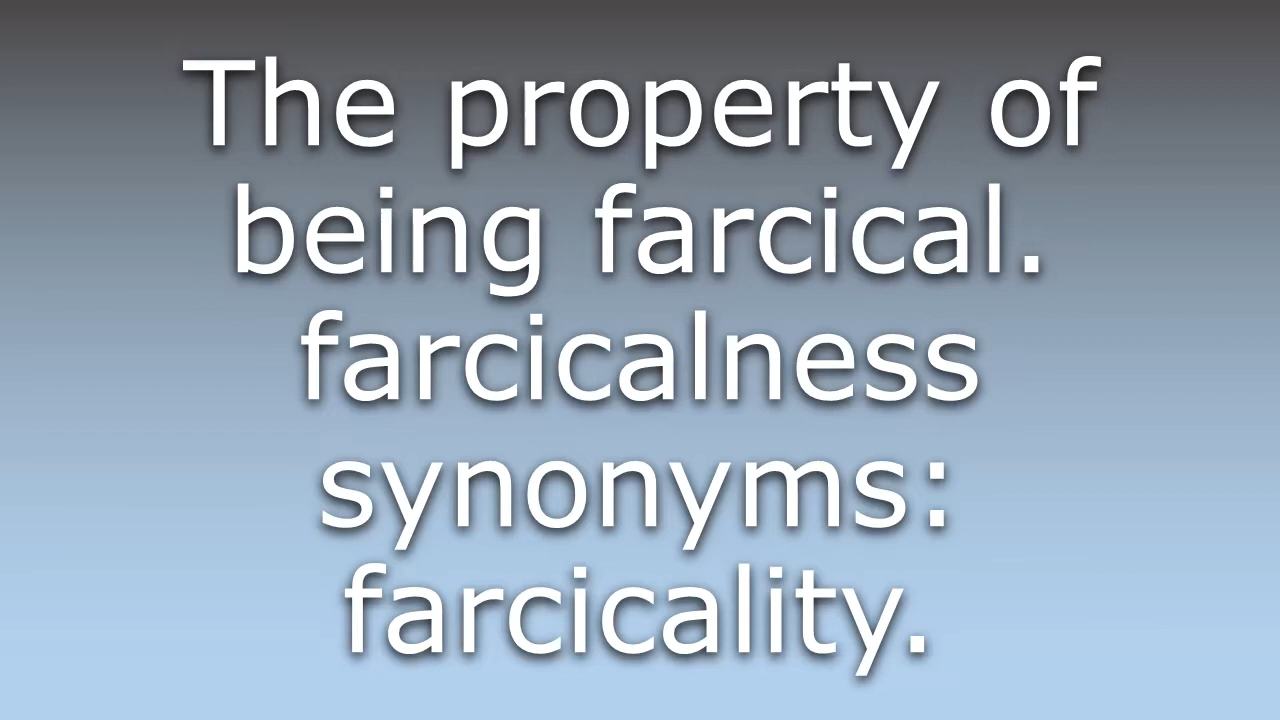 The property of
being farcical.
farcicalness
synonyms:
farcicality.